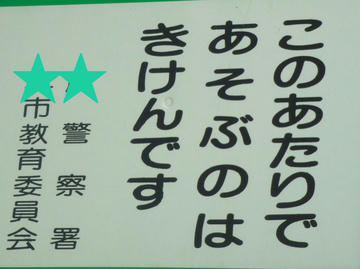 このあたりで
あそぶのは
きけんです
警察署
市教育委員会